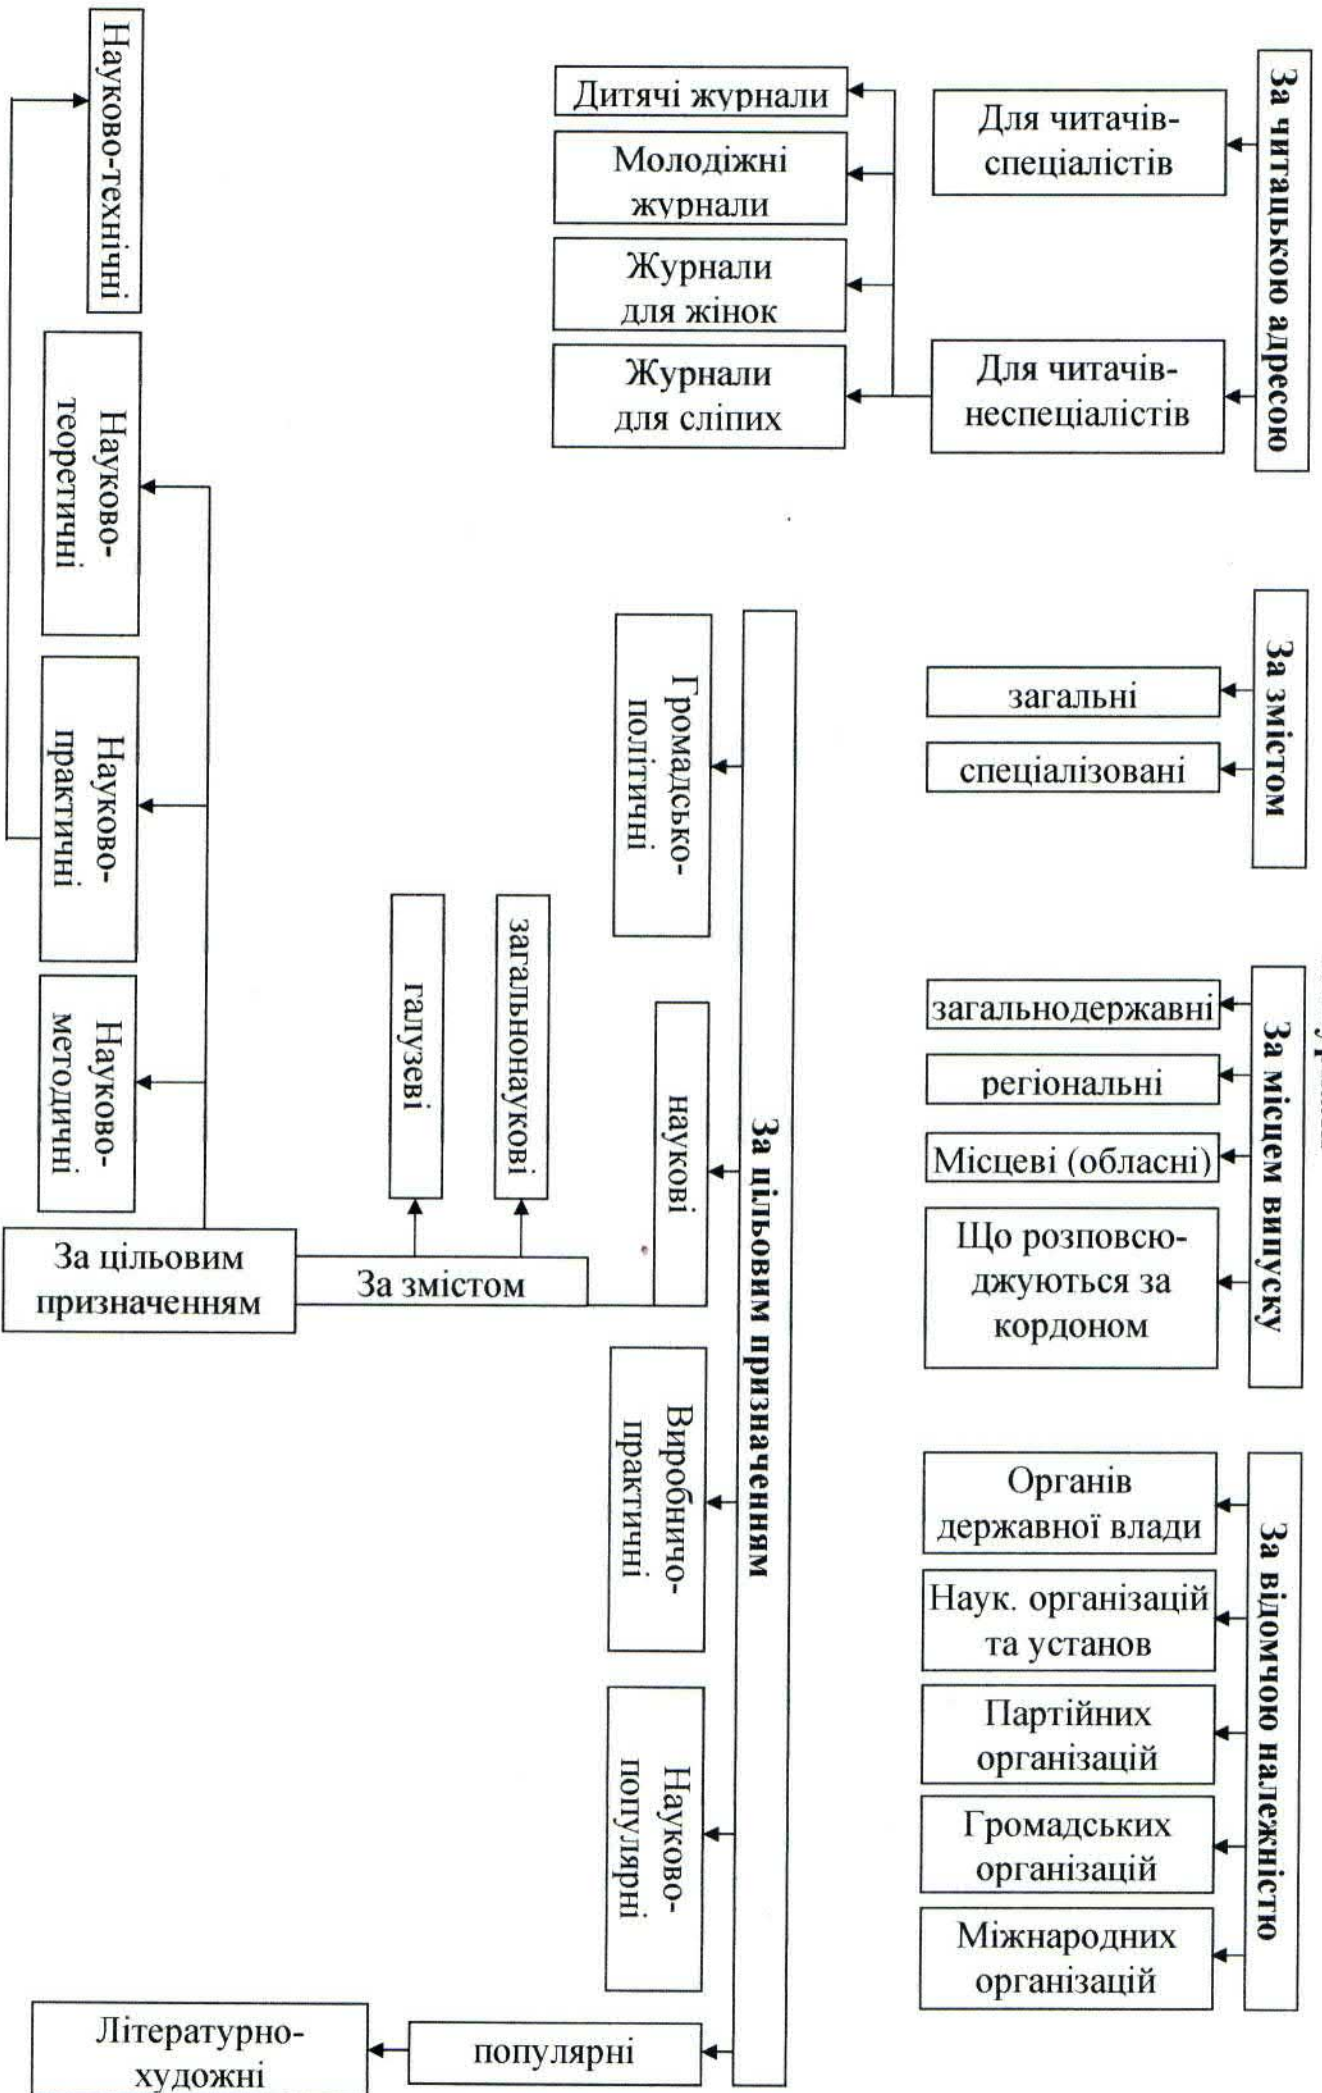 За читацькою адресою
Для читачів-
спеціалістів
Для читачів-
неспеціалістів
Дитячі журнали
Молодіжні
журнали
Журнали
для жінок
Журнали
для сліпих
За змістом
загальні
спеціалізовані
За місцем випуску
загальнодержавні
регіональні
Місцеві (обласні)
Що розповсю-
джуються за
кордоном
За відомчою належністю
Органів
державної влади
Наук. організацій
та установ
Партійних
організацій
Громадських
організацій
Міжнародних
організацій
За цільовим призначенням
Громадсько-
політичні
наукові
Виробничо-
практичні
Науково-
популярні
популярні
Літературно-
художні
За змістом
загальнонаукові
галузеві
За цільовим
призначенням
Науково-
теоретичні
Науково-
практичні
Науково-
методичні
Науково-технічні